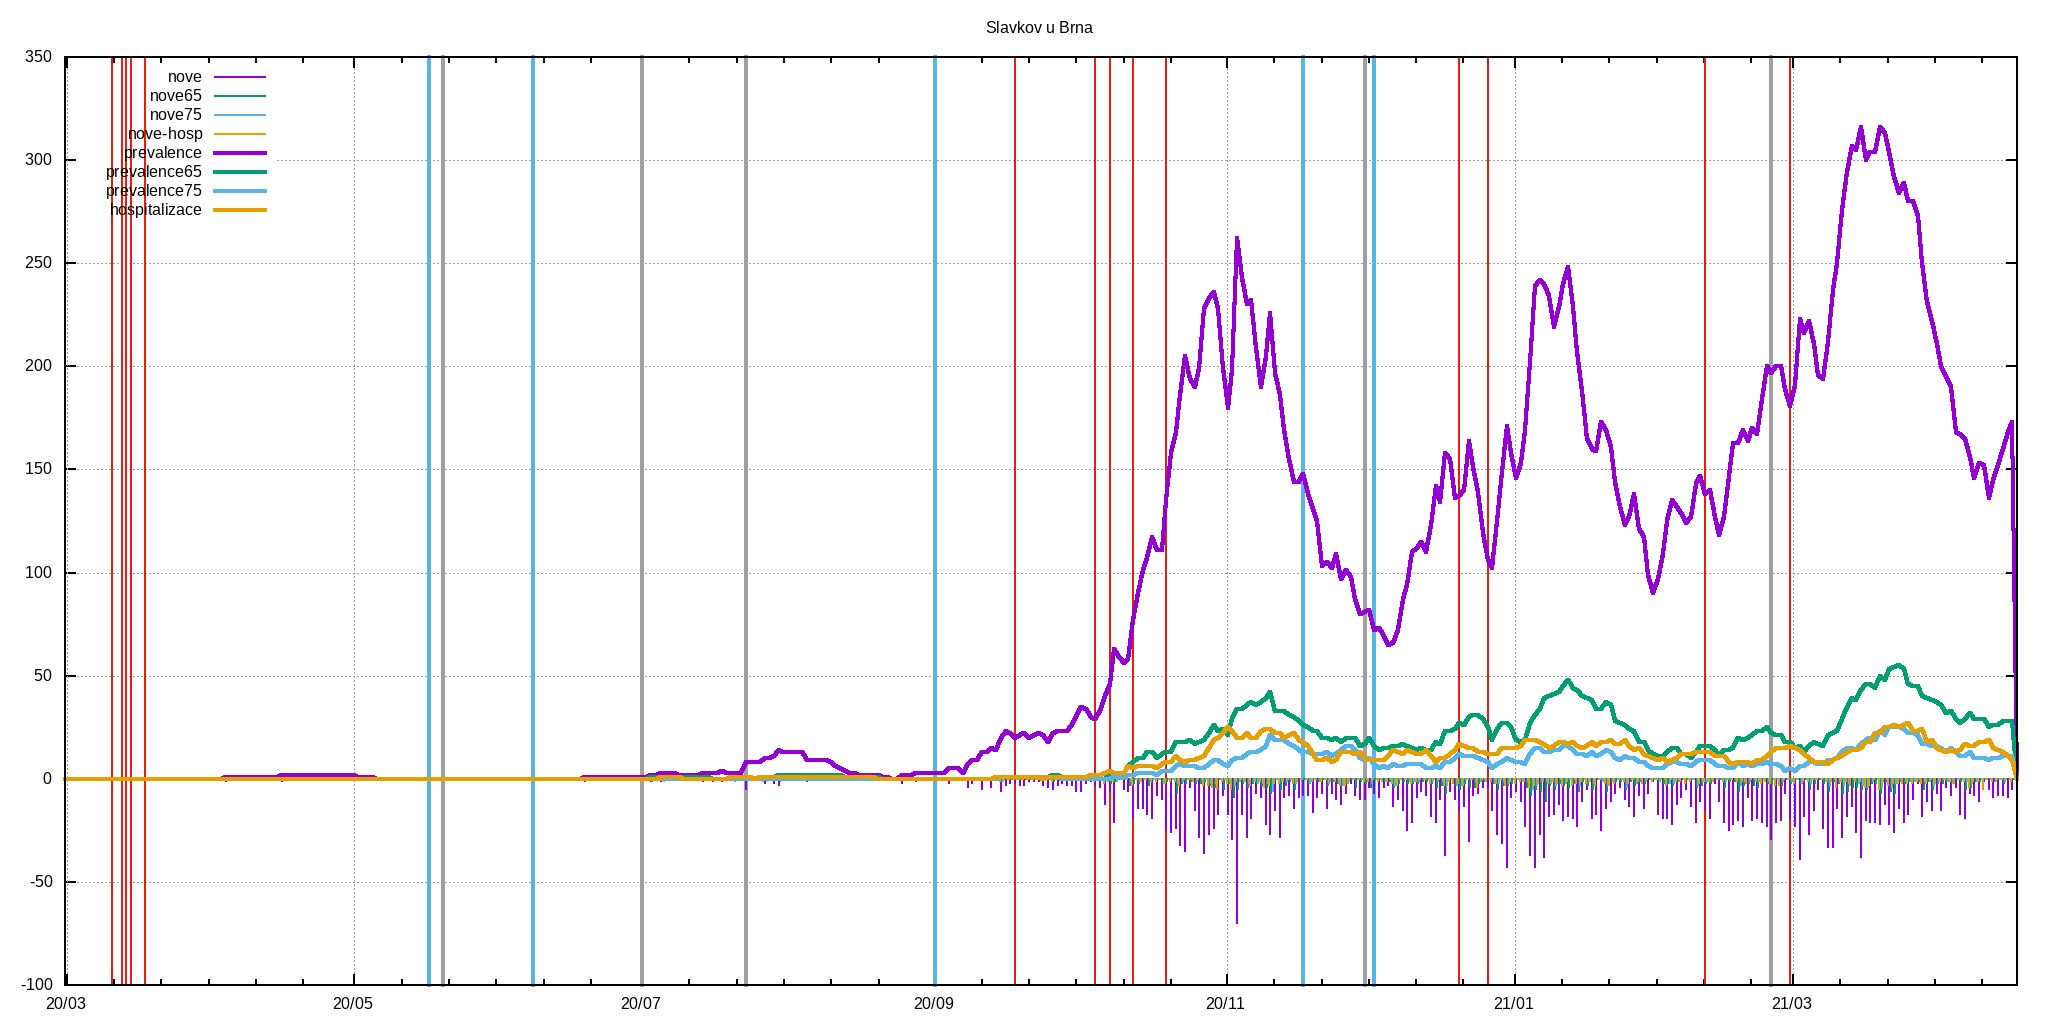 Slavkov u Brna
350
300
250
200
150
100
50
0
-50
-100
nove
nove65
nove75
nove-hosp
prevalence
prevalence65
prevalence75
hospitalizace
20/03 20/05 20/07 20/09 20/11 21/01 21/03